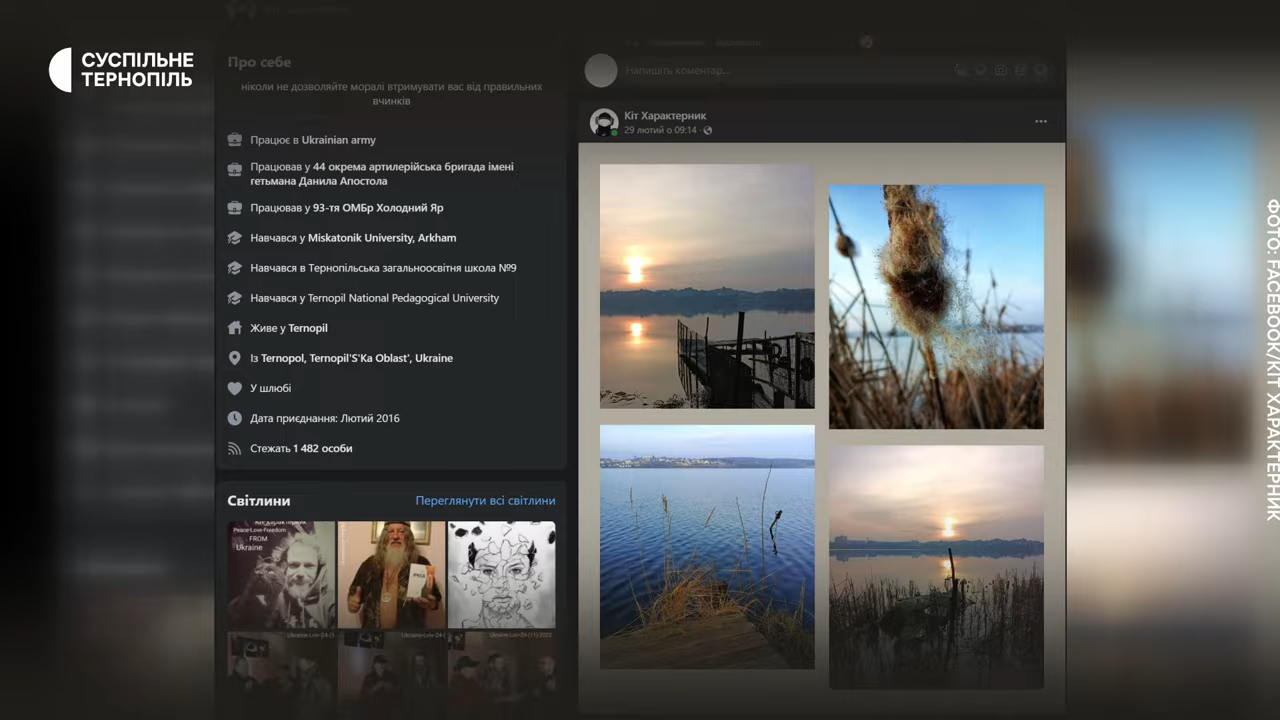 СУСПІЛЬНЕ
ТЕРНОПІЛЬ
Про себе
ніколи не дозволяйте моралі втримувати вас від правильних
вчинків
Працює в Ukrainian army
Працював у 44 окрема артилерійська бригада імені
гетьмана Данила Апостола
Працював у 93-тя ОМБр Холодний Яр
Навчався у Miskatonik University, Arkham
Навчався в Тернопільська загальноосвітня школа №9
Навчався у Ternopil National Pedagogical University
Живе у Ternopil
Із Ternopol, Ternopil'S'Ka Oblast', Ukraine
У шлюбі
Дата приєднання: Лютий 2016
Стежать 1 482 особи
Світлини
Переглянути всі світлини
Кіт Характерник
Peace-Love-Freedom
FROM
Ukraine
Напишіть коментар...
Кіт Характерник
29 лютий о 09:14
ФОТО: FACEBOOK/КІТ ХАРАКТЕРНИК